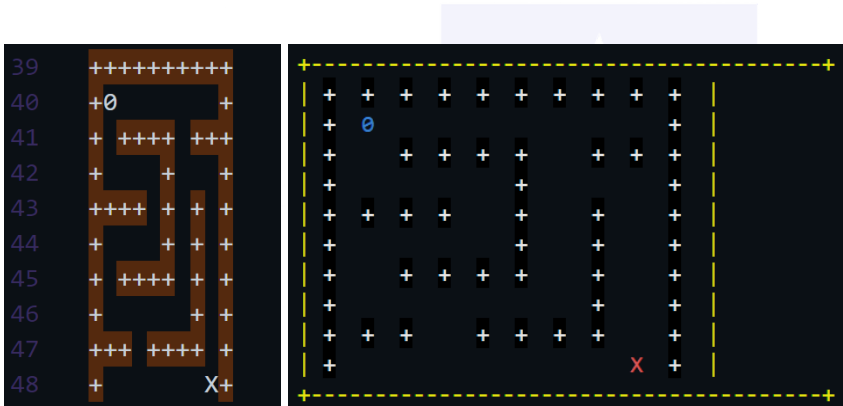 39 ++++++++++
40 +0       +
41 + ++++ +++
42 +    +   +
43 ++++ + + +
44 +    + + +
45 + ++++ + +
46 +      + +
47 +++ ++++ +
48 +       X+
+----------------------------------------+
| +  +  +  +  +  +  +  +  +  +  |
| +  0                       +  |
| +     +  +  +  +     +  +  +  |
| +              +           +  |
| +  +  +  +     +     +     +  |
| +              +     +     +  |
| +     +  +  +  +     +     +  |
| +                    +     +  |
| +  +  +     +  +  +  +     +  |
| +                       X  +  |
+----------------------------------------+